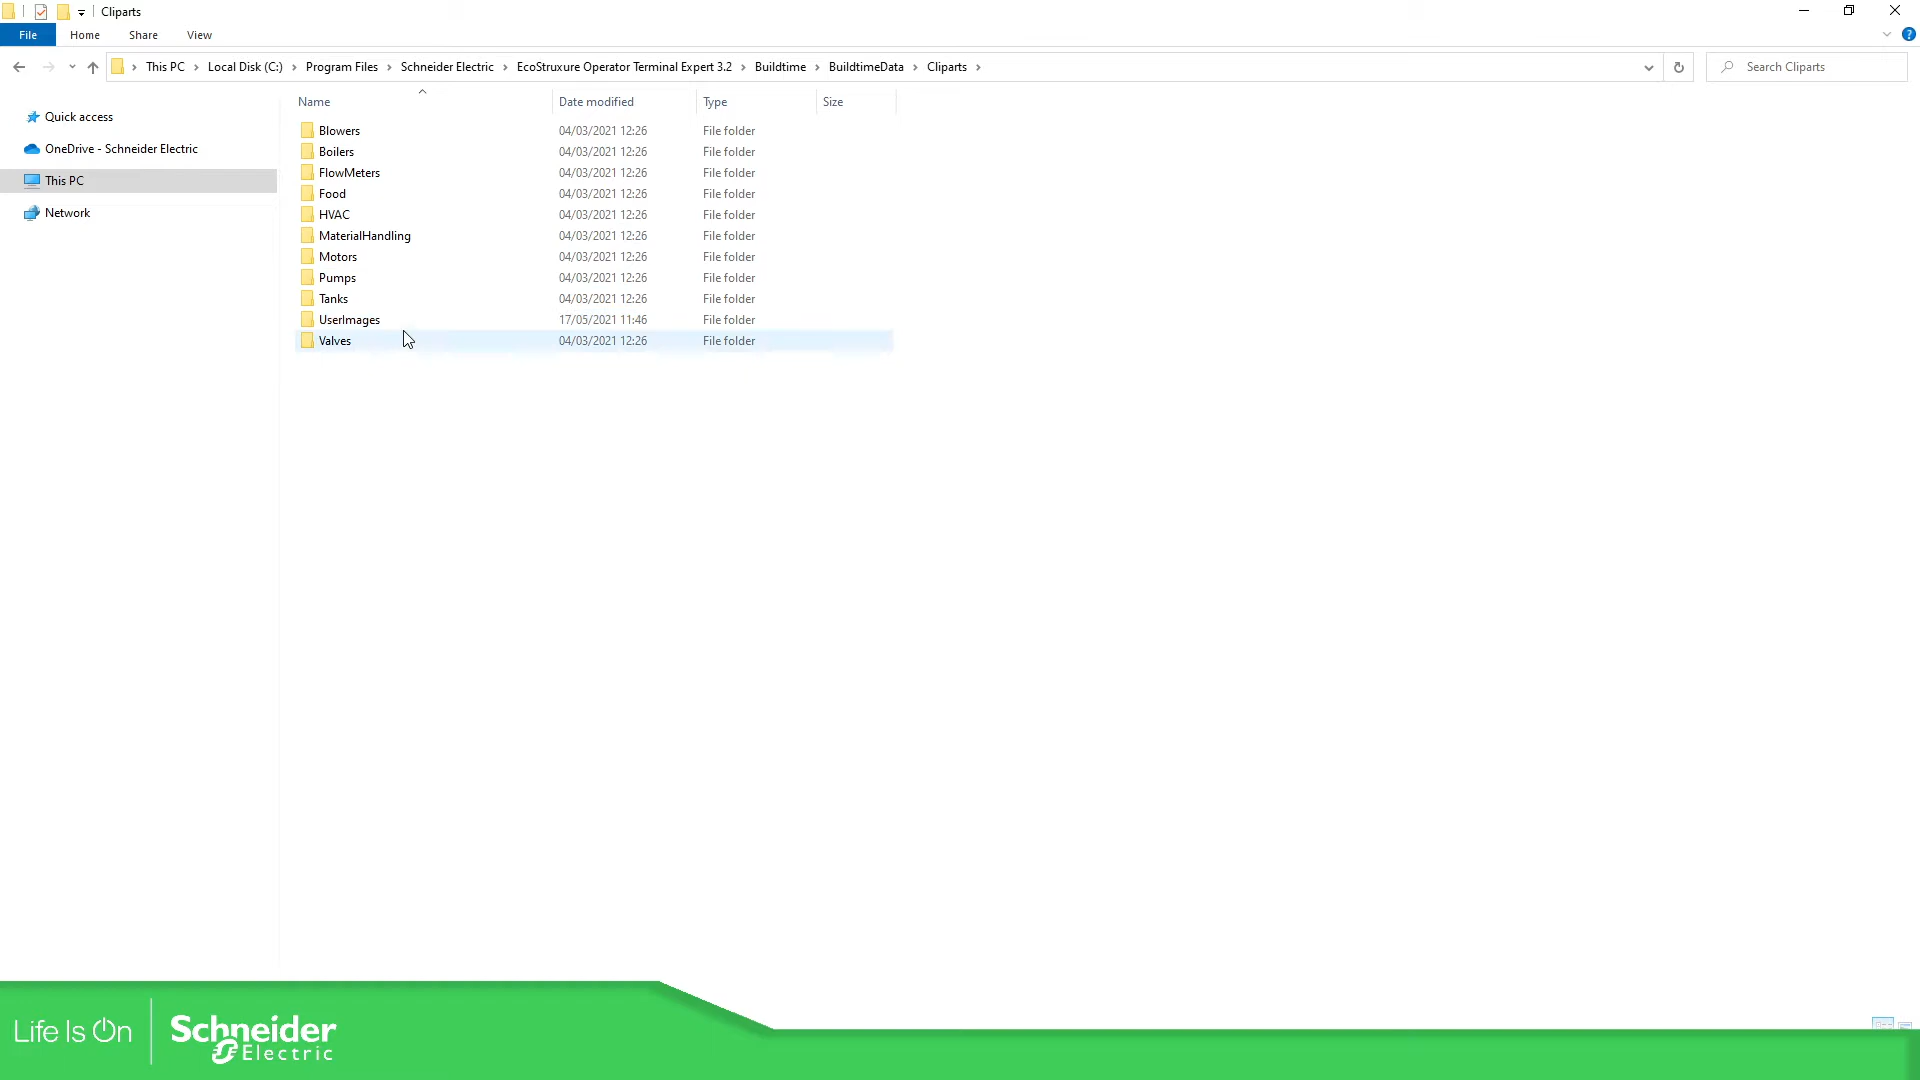 Cliparts
File Home Share View
This PC Local Disk (C:) Program Files Schneider Electric EcoStruxure Operator Terminal Expert 3.2 Buildtime BuildtimeData Cliparts Search Cliparts
Name Date modified Type Size
Quick access
OneDrive - Schneider Electric
This PC
Network
Blowers 04/03/2021 12:26 File folder
Boilers 04/03/2021 12:26 File folder
FlowMeters 04/03/2021 12:26 File folder
Food 04/03/2021 12:26 File folder
HVAC 04/03/2021 12:26 File folder
MaterialHandling 04/03/2021 12:26 File folder
Motors 04/03/2021 12:26 File folder
Pumps 04/03/2021 12:26 File folder
Tanks 04/03/2021 12:26 File folder
UserImages 17/05/2021 11:46 File folder
Valves 04/03/2021 12:26 File folder
Life Is On
Schneider
Electric